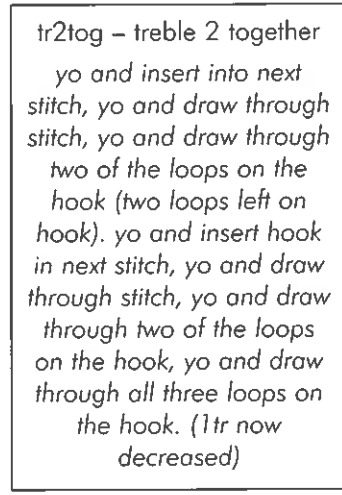 tr2tog – treble 2 together
yo and insert into next
stitch, yo and draw through
stitch, yo and draw through
two of the loops on the
hook (two loops left on
hook). yo and insert hook
in next stitch, yo and draw
through stitch, yo and draw
through two of the loops
on the hook, yo and draw
through all three loops on
the hook. (1tr now
decreased)